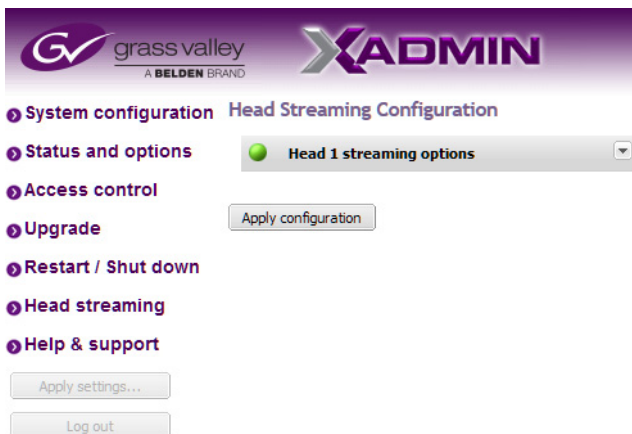 GV
grass valley
A BELDEN BRAND
XADMIN
System configuration
Status and options
Access control
Upgrade
Restart / Shut down
Head streaming
Help & support
Apply settings...
Log out
Head Streaming Configuration
Head 1 streaming options
Apply configuration